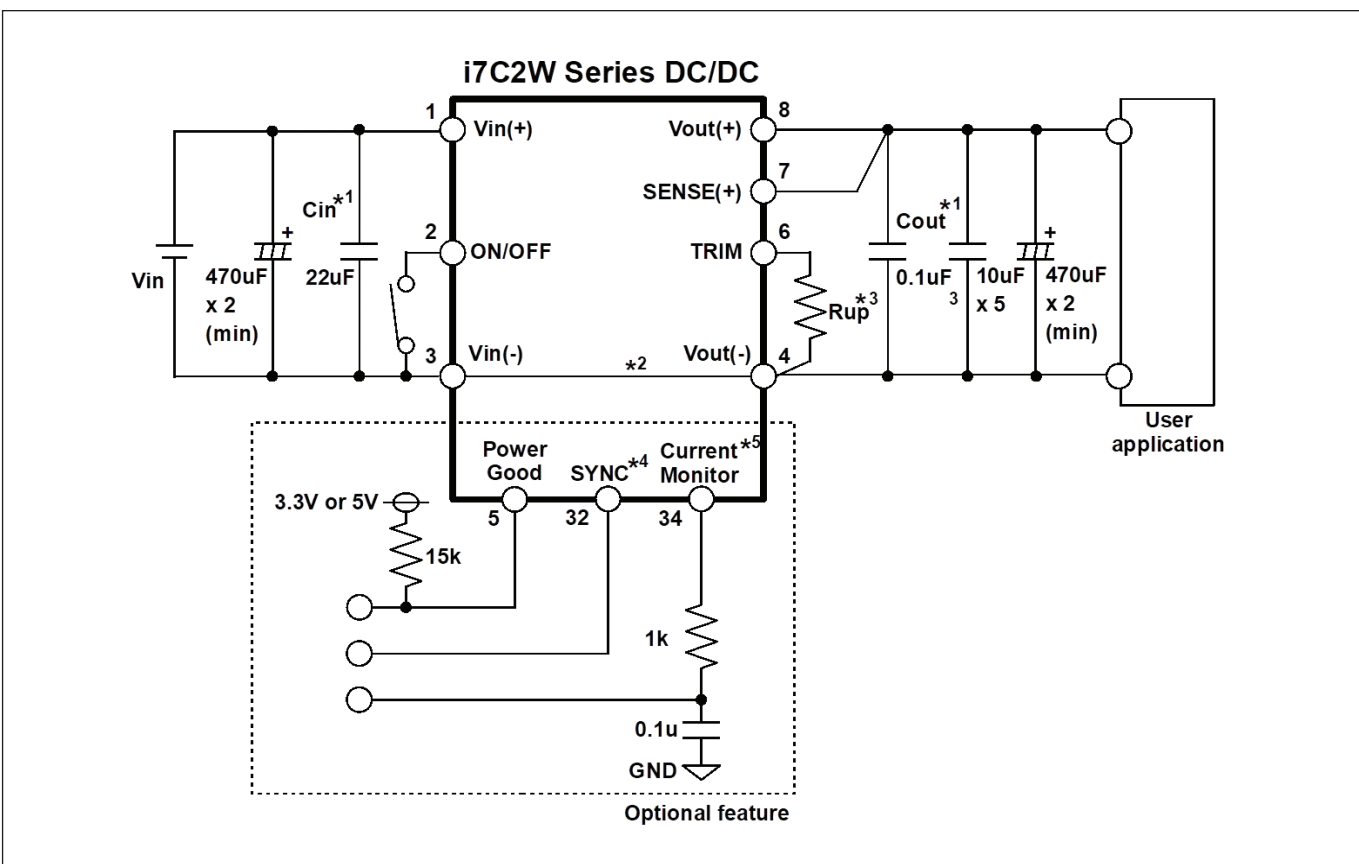 i7C2W Series DC/DC
1
Vin(+)
Vout(+)
8
7
SENSE(+)
Cin*1
2
ON/OFF
TRIM
6
Cout*1
+
+
Vin
470uF
x 2
(min)
22uF
Rup*3
0.1uF
3
10uF
x 5
470uF
x 2
(min)
3
Vin(-)
*2
Vout(-)
4
User
application
Power
Good
SYNC*4
Current*5
Monitor
3.3V or 5V
5
32
34
15k
1k
0.1u
GND
Optional feature